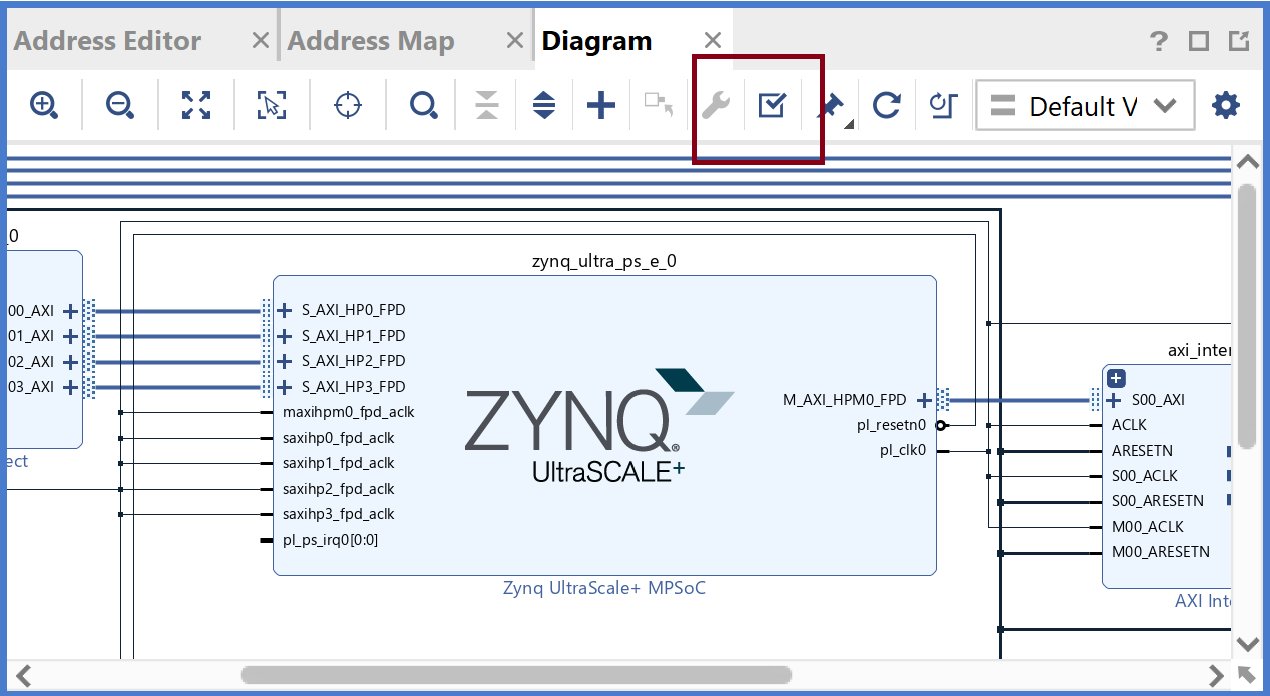 Address Editor
Address Map
Diagram
?
Default V
_0
00_AXI
01_AXI
02_AXI
03_AXI
ect
zynq_ultra_ps_e_0
S_AXI_HP0_FPD
S_AXI_HP1_FPD
S_AXI_HP2_FPD
S_AXI_HP3_FPD
maxihpm0_fpd_aclk
saxihp0_fpd_aclk
saxihp1_fpd_aclk
saxihp2_fpd_aclk
saxihp3_fpd_aclk
pl_ps_irq0[0:0]
ZYNQ®
UltraSCALE+
M_AXI_HPM0_FPD
pl_resetn0
pl_clk0
Zynq UltraScale+ MPSoC
axi_inter
S00_AXI
ACLK
ARESETN
S00_ACLK
S00_ARESETN
M00_ACLK
M00_ARESETN
AXI Inte